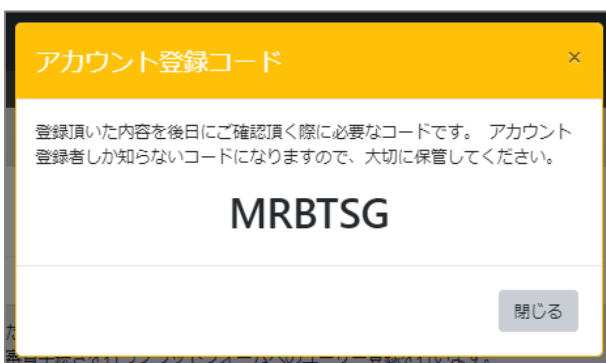 アカウント登録コード
×
登録頂いた内容を後日にご確認頂く際に必要なコードです。 アカウント
登録者しか知らないコードになりますので、大切に保管してください。
MRBTSG
閉じる